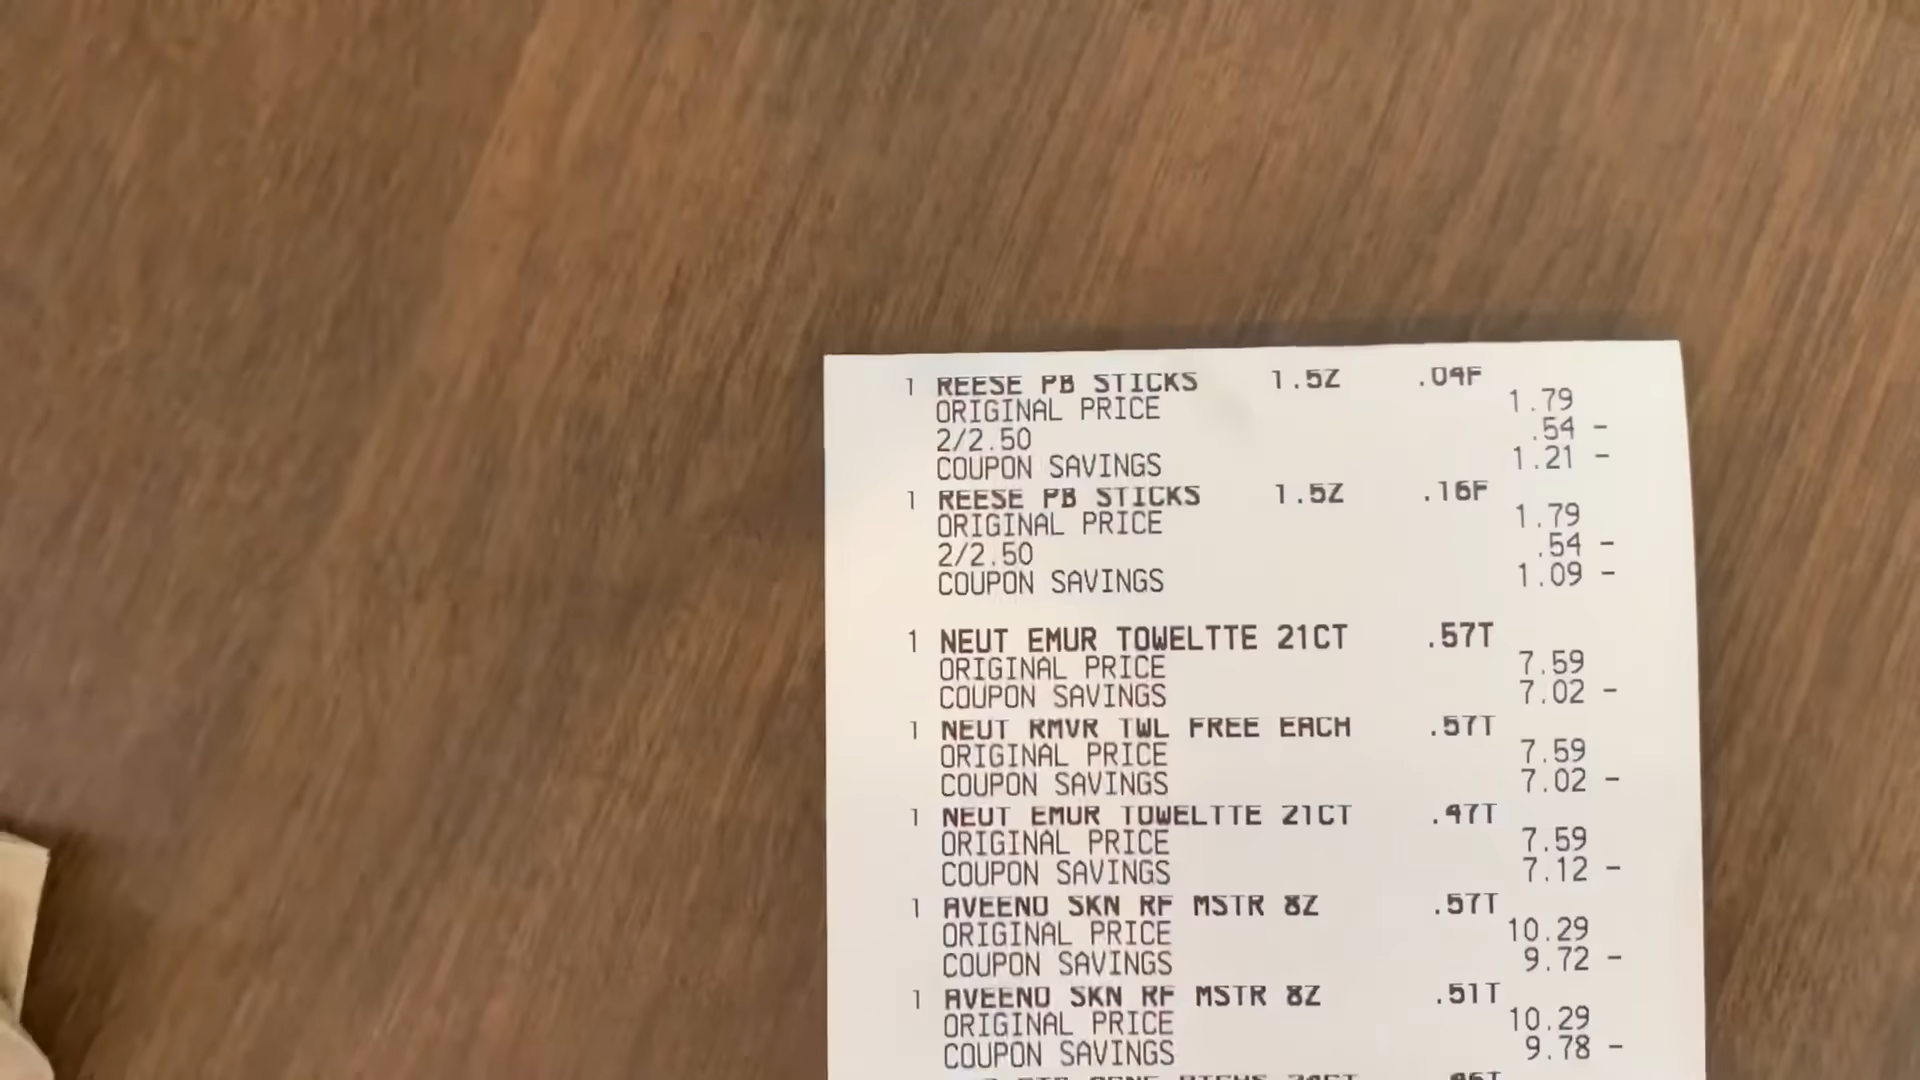 1 REESE PB STICKS 1.5Z .04F
ORIGINAL PRICE 1.79
2/2.50 .54 -
COUPON SAVINGS 1.21 -
1 REESE PB STICKS 1.5Z .16F
ORIGINAL PRICE 1.79
2/2.50 .54 -
COUPON SAVINGS 1.09 -
1 NEUT EMUR TOWELTTE 21CT .57T
ORIGINAL PRICE 7.59
COUPON SAVINGS 7.02 -
1 NEUT RMVR TWL FREE EACH .57T
ORIGINAL PRICE 7.59
COUPON SAVINGS 7.02 -
1 NEUT EMUR TOWELTTE 21CT .47T
ORIGINAL PRICE 7.59
COUPON SAVINGS 7.12 -
1 AVEENO SKN RF MSTR 8Z .57T
ORIGINAL PRICE 10.29
COUPON SAVINGS 9.72 -
1 AVEENO SKN RF MSTR 8Z .51T
ORIGINAL PRICE 10.29
COUPON SAVINGS 9.78 -